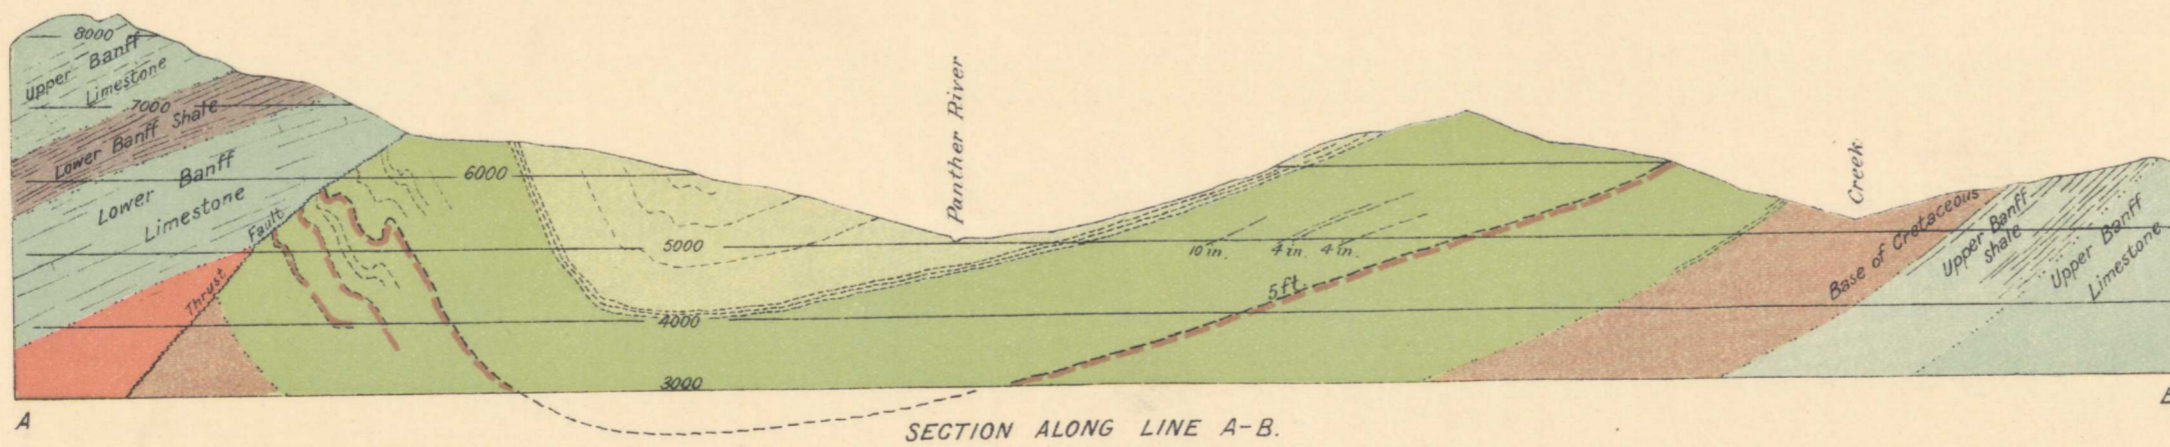 8000
Upper Banff
Limestone
7000
Lower Banff Shale
Lower Banff
Limestone
Thrust Fault
6000
5000
4000
3000
Panther River
10 in.
4 in.
4 in.
5 ft.
Creek
Base of Cretaceous
Upper Banff
shale
Upper Banff
Limestone
A
SECTION ALONG LINE A-B.